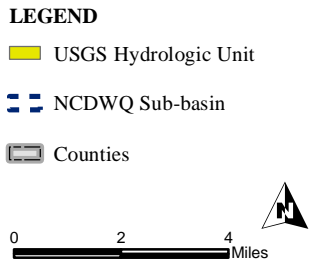 LEGEND
USGS Hydrologic Unit
NCDWQ Sub-basin
Counties
N
0 2 4
Miles